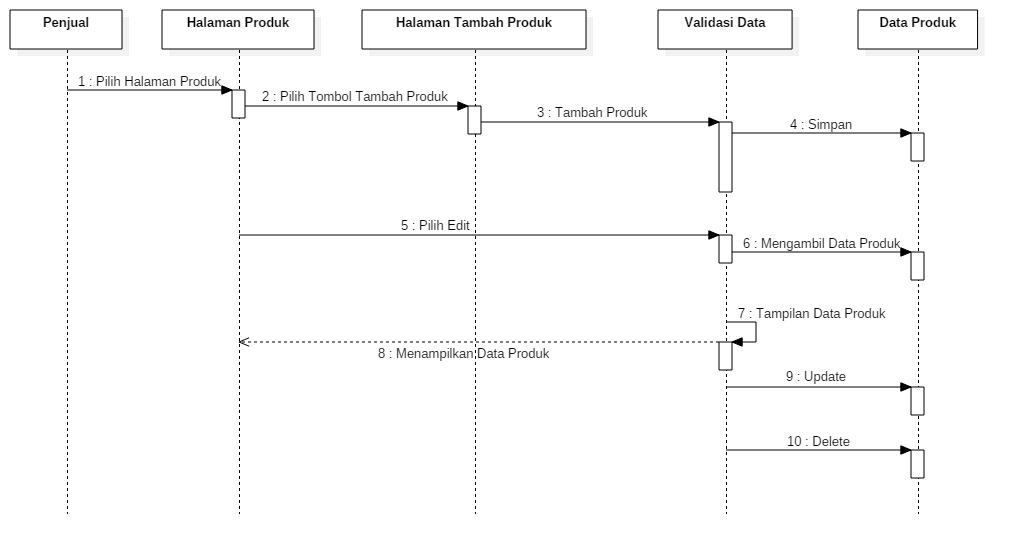 Penjual
Halaman Produk
Halaman Tambah Produk
Validasi Data
Data Produk
1 : Pilih Halaman Produk
2 : Pilih Tombol Tambah Produk
3 : Tambah Produk
4 : Simpan
5 : Pilih Edit
6 : Mengambil Data Produk
7 : Tampilan Data Produk
8 : Menampilkan Data Produk
9 : Update
10 : Delete